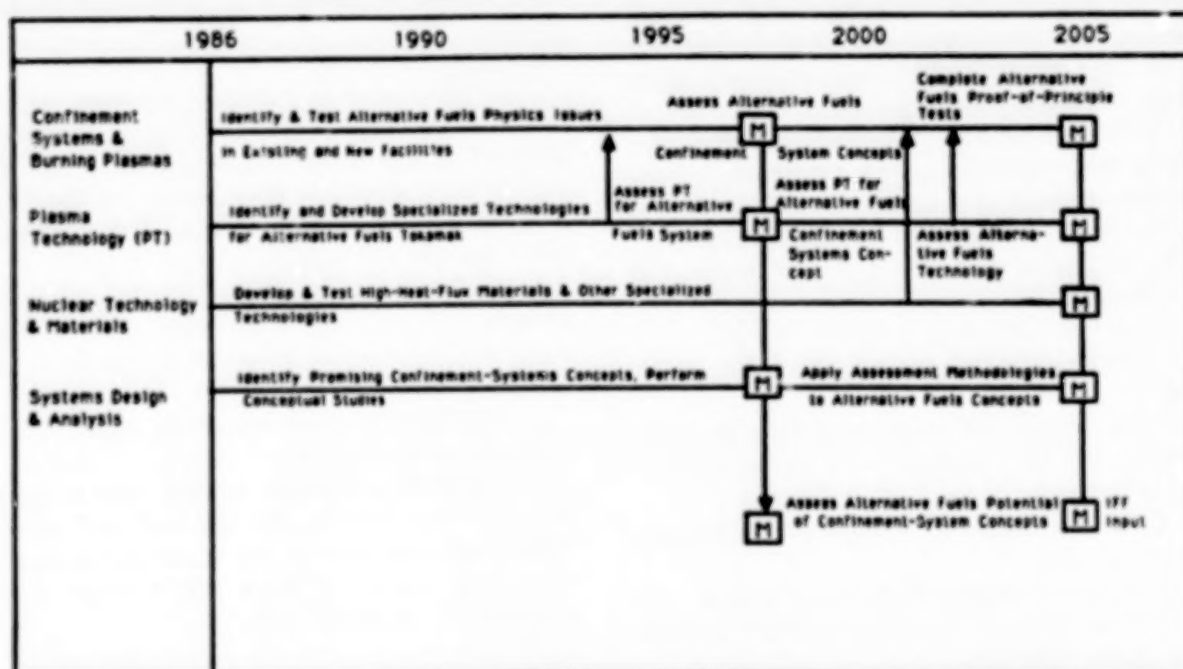 1986 1990 1995 2000 2005
Confinement
Systems &
Burning Plasmas
Identify & Test Alternative Fuels Physics Issues
in Existing and New Facilities
Assess Alternative Fuels
Confinement System Concepts
Complete Alternative
Fuels Proof-of-Principle
Tests
M
M
Plasma
Technology (PT)
Identify and Develop Specialized Technologies
for Alternative Fuels Tokamak
Assess PT
for Alternative
Fuels System
M
Assess PT for
Alternative Fuels
Confinement
Systems Con-
cept
Assess Alterna-
tive Fuels
Technology
M
Nuclear Technology
& Materials
Develop & Test High-Heat-Flux Materials & Other Specialized
Technologies
M
Systems Design
& Analysis
Identify Promising Confinement-Systems Concepts, Perform
Conceptual Studies
M
Apply Assessment Methodologies
to Alternative Fuels Concepts
M
M
Assess Alternative Fuels Potential
of Confinement-System Concepts
M
ITF
Input